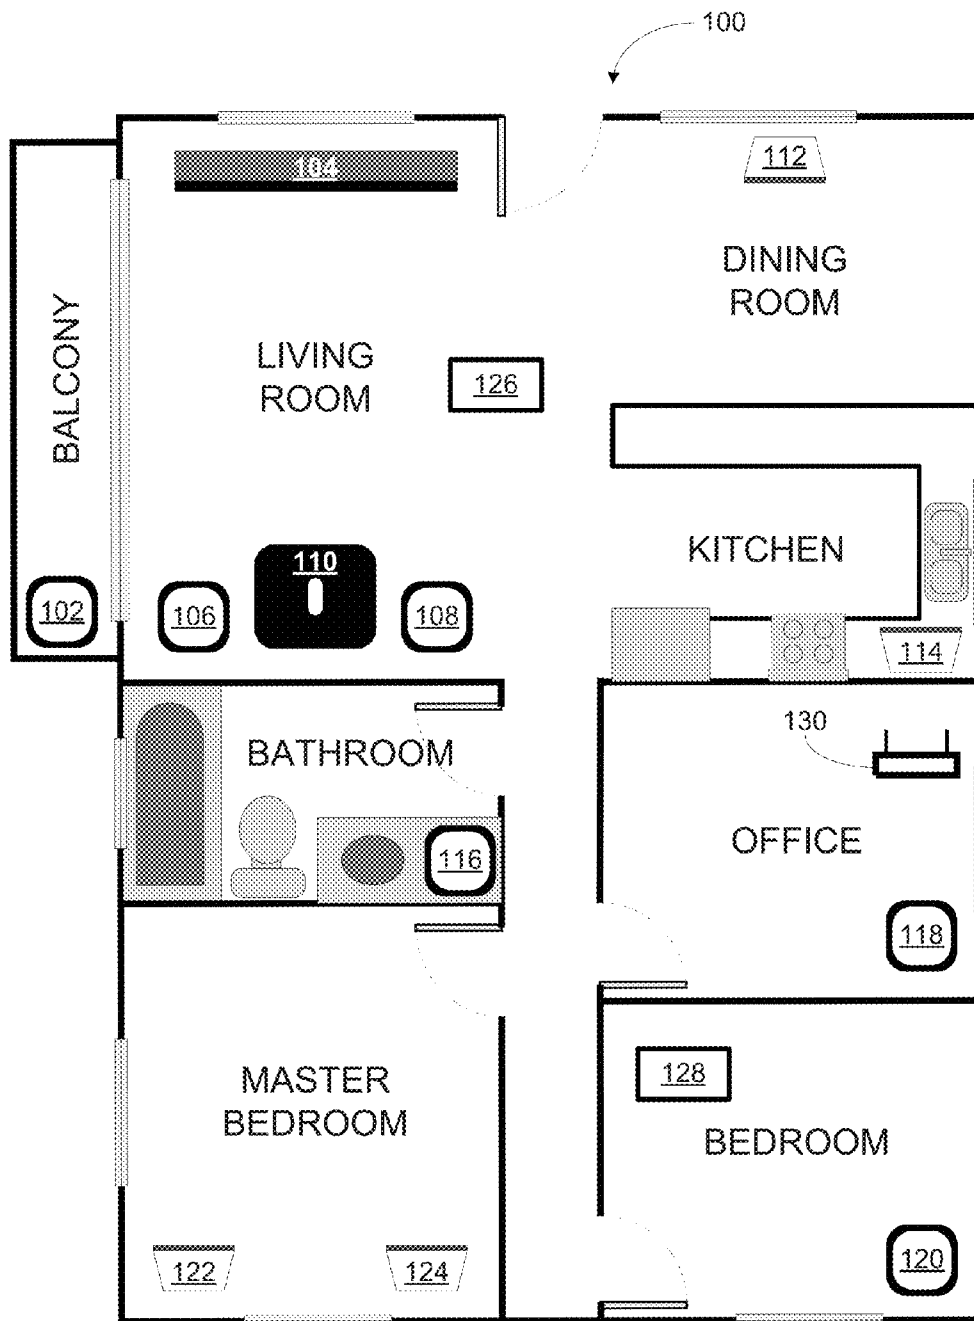 100
104
112
DINING
ROOM
BALCONY
LIVING
ROOM
126
KITCHEN
110
102
106
108
114
130
BATHROOM
OFFICE
116
118
128
MASTER
BEDROOM
BEDROOM
122
124
120